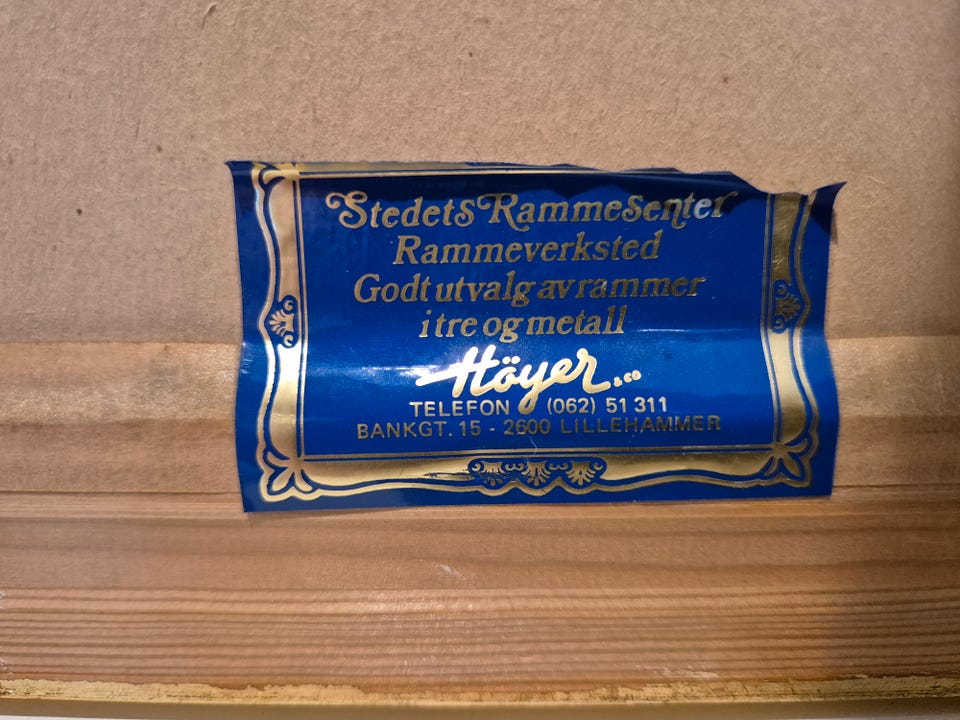 Stedets RammeSenter
Rammeverksted
Godt utvalg av rammer
i tre og metall
Höyer & co
TELEFON (062) 51 311
BANKGT. 15 - 2600 LILLEHAMMER